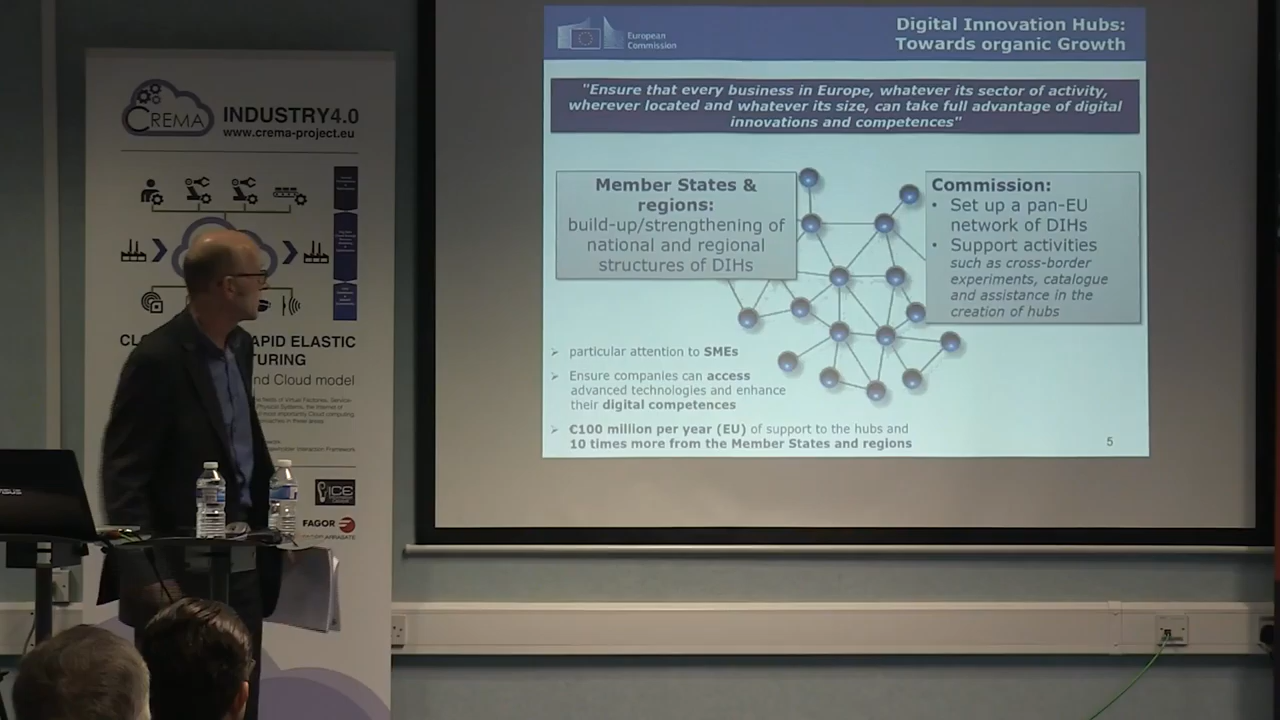 CREMA
INDUSTRY4.0
www.crema-project.eu
APID ELASTIC
TURING
nd Cloud model
ICE
FAGOR
European
Commission
Digital Innovation Hubs:
Towards organic Growth
"Ensure that every business in Europe, whatever its sector of activity,
wherever located and whatever its size, can take full advantage of digital
innovations and competences"
Member States &
regions:
build-up/strengthening of
national and regional
structures of DIHs
Commission:
• Set up a pan-EU
network of DIHs
• Support activities
such as cross-border
experiments, catalogue
and assistance in the
creation of hubs
➢ particular attention to SMEs
➢ Ensure companies can access
advanced technologies and enhance
their digital competences
➢ €100 million per year (EU) of support to the hubs and
10 times more from the Member States and regions
5